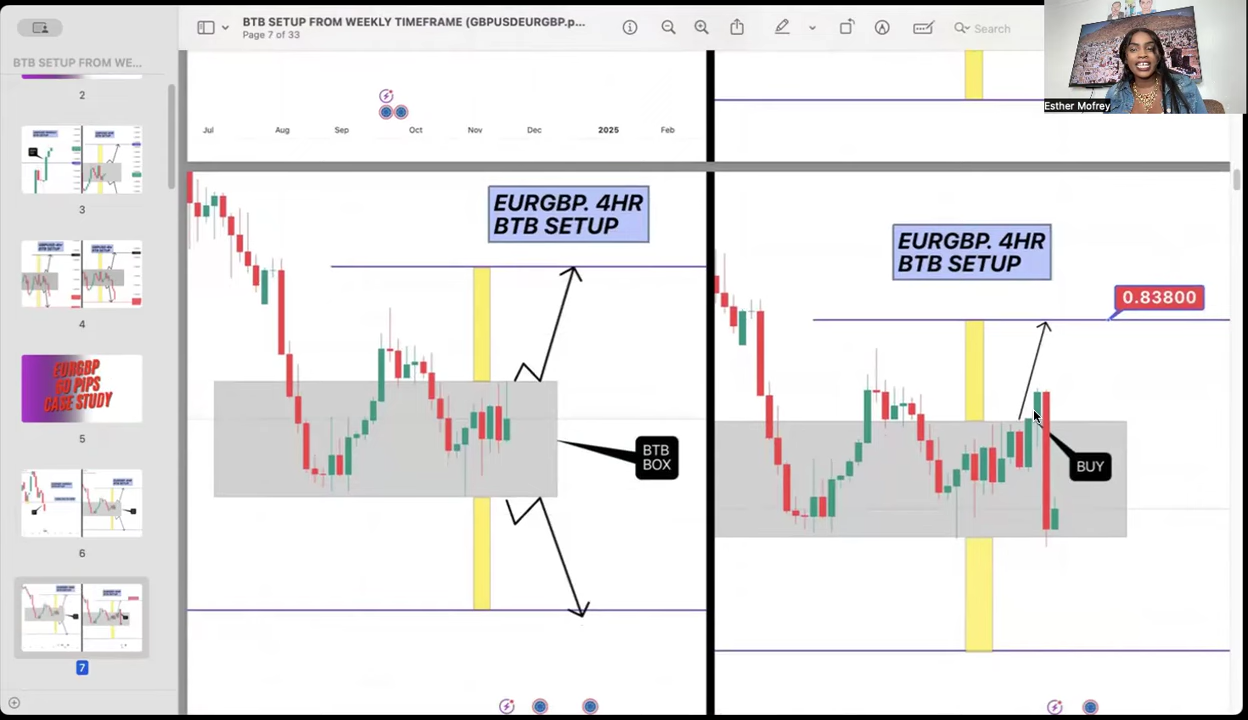 BTB SETUP FROM WEEKLY TIMEFRAME (GBPUSDEURGBP.p...
Page 7 of 33
Search
Esther Mofrey
BTB SETUP FROM WE...
2
3
4
EURGBP
50 PIPS
CASE STUDY
5
6
7
Jul Aug Sep Oct Nov Dec 2025 Feb
EURGBP. 4HR
BTB SETUP
BTB
BOX
EURGBP. 4HR
BTB SETUP
0.83800
BUY